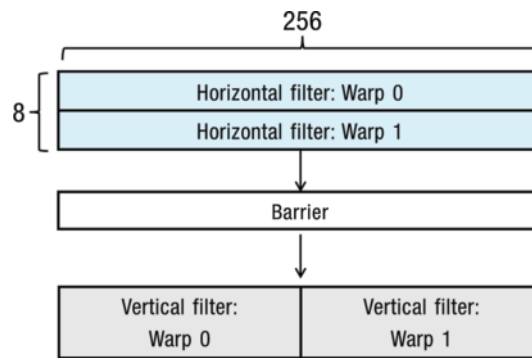 256
8
Horizontal filter: Warp 0
Horizontal filter: Warp 1
Barrier
Vertical filter:
Warp 0
Vertical filter:
Warp 1